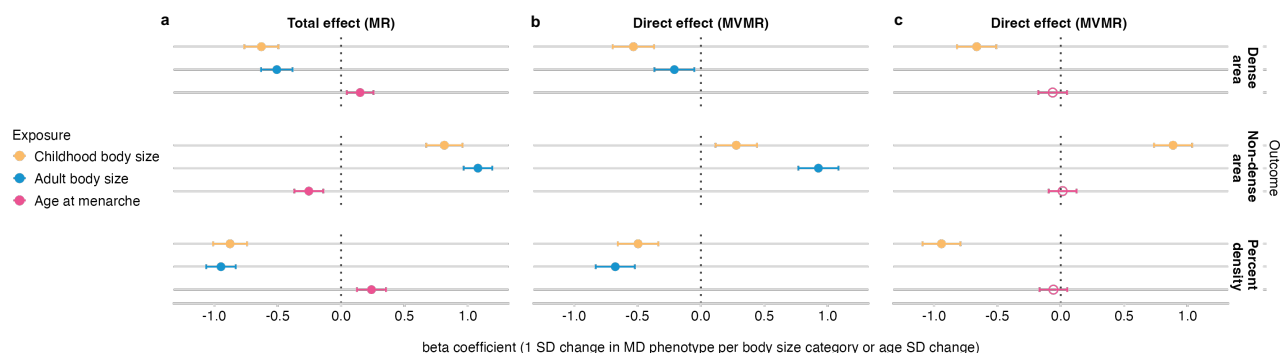 a
Total effect (MR)
b
Direct effect (MVMR)
c
Direct effect (MVMR)
Exposure
Childhood body size
Adult body size
Age at menarche
Dense
area
Non-dense
area
Percent
density
Outcome
-1.0 -0.5 0.0 0.5 1.0
-1.0 -0.5 0.0 0.5 1.0
-1.0 -0.5 0.0 0.5 1.0
beta coefficient (1 SD change in MD phenotype per body size category or age SD change)